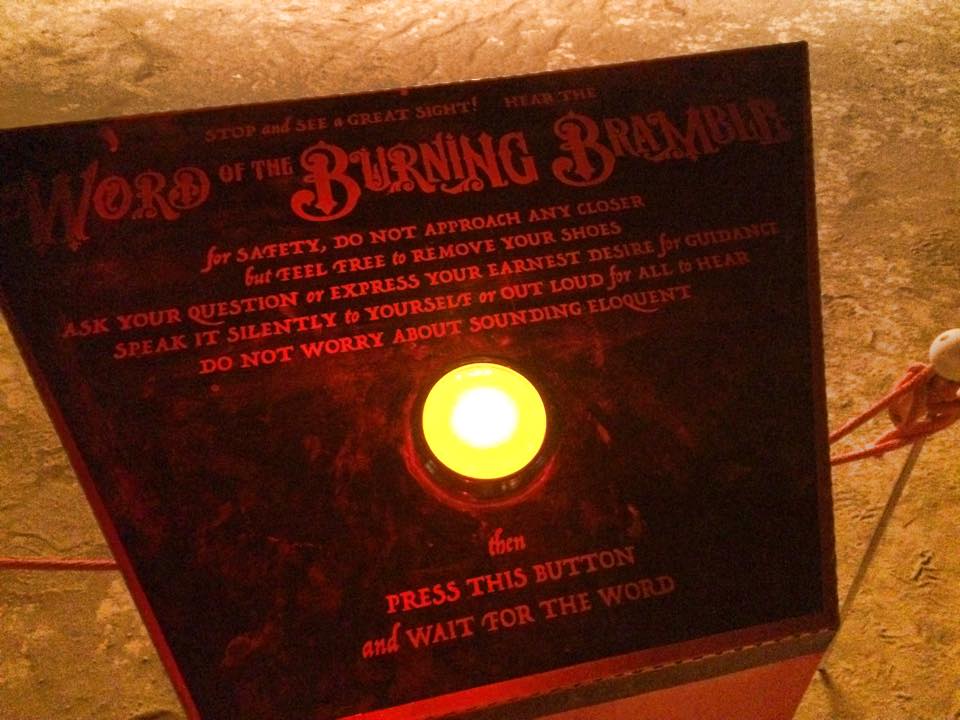 STOP and SEE a GREAT SIGHT! HEAR THE
WORD OF THE BURNING BRAMBLE
for SAFETY, DO NOT APPROACH ANY CLOSER
but FEEL FREE to REMOVE YOUR SHOES
ASK YOUR QUESTION or EXPRESS YOUR EARNEST DESIRE for GUIDANCE
SPEAK IT SILENTLY to YOURSELF or OUT LOUD for ALL to HEAR
DO NOT WORRY ABOUT SOUNDING ELOQUENT
then
PRESS THIS BUTTON
and WAIT FOR THE WORD